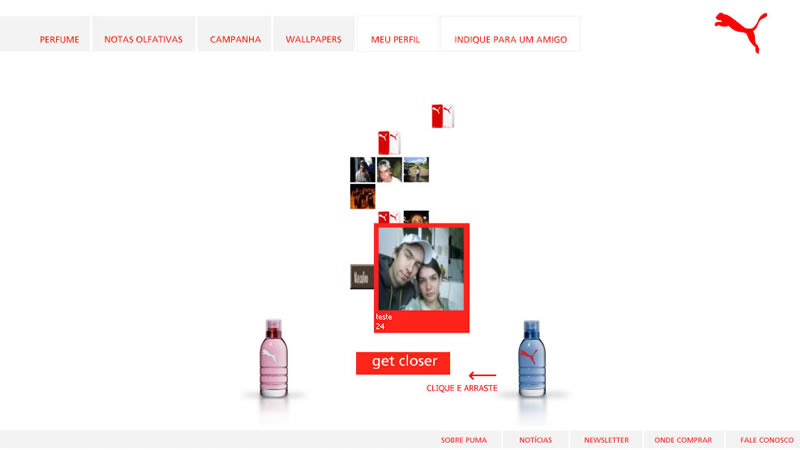 PERFUME
NOTAS OLFATIVAS
CAMPANHA
WALLPAPERS
MEU PERFIL
INDIQUE PARA UM AMIGO
teste
24
get closer
CLIQUE E ARRASTE
SOBRE PUMA
NOTÍCIAS
NEWSLETTER
ONDE COMPRAR
FALE CONOSCO